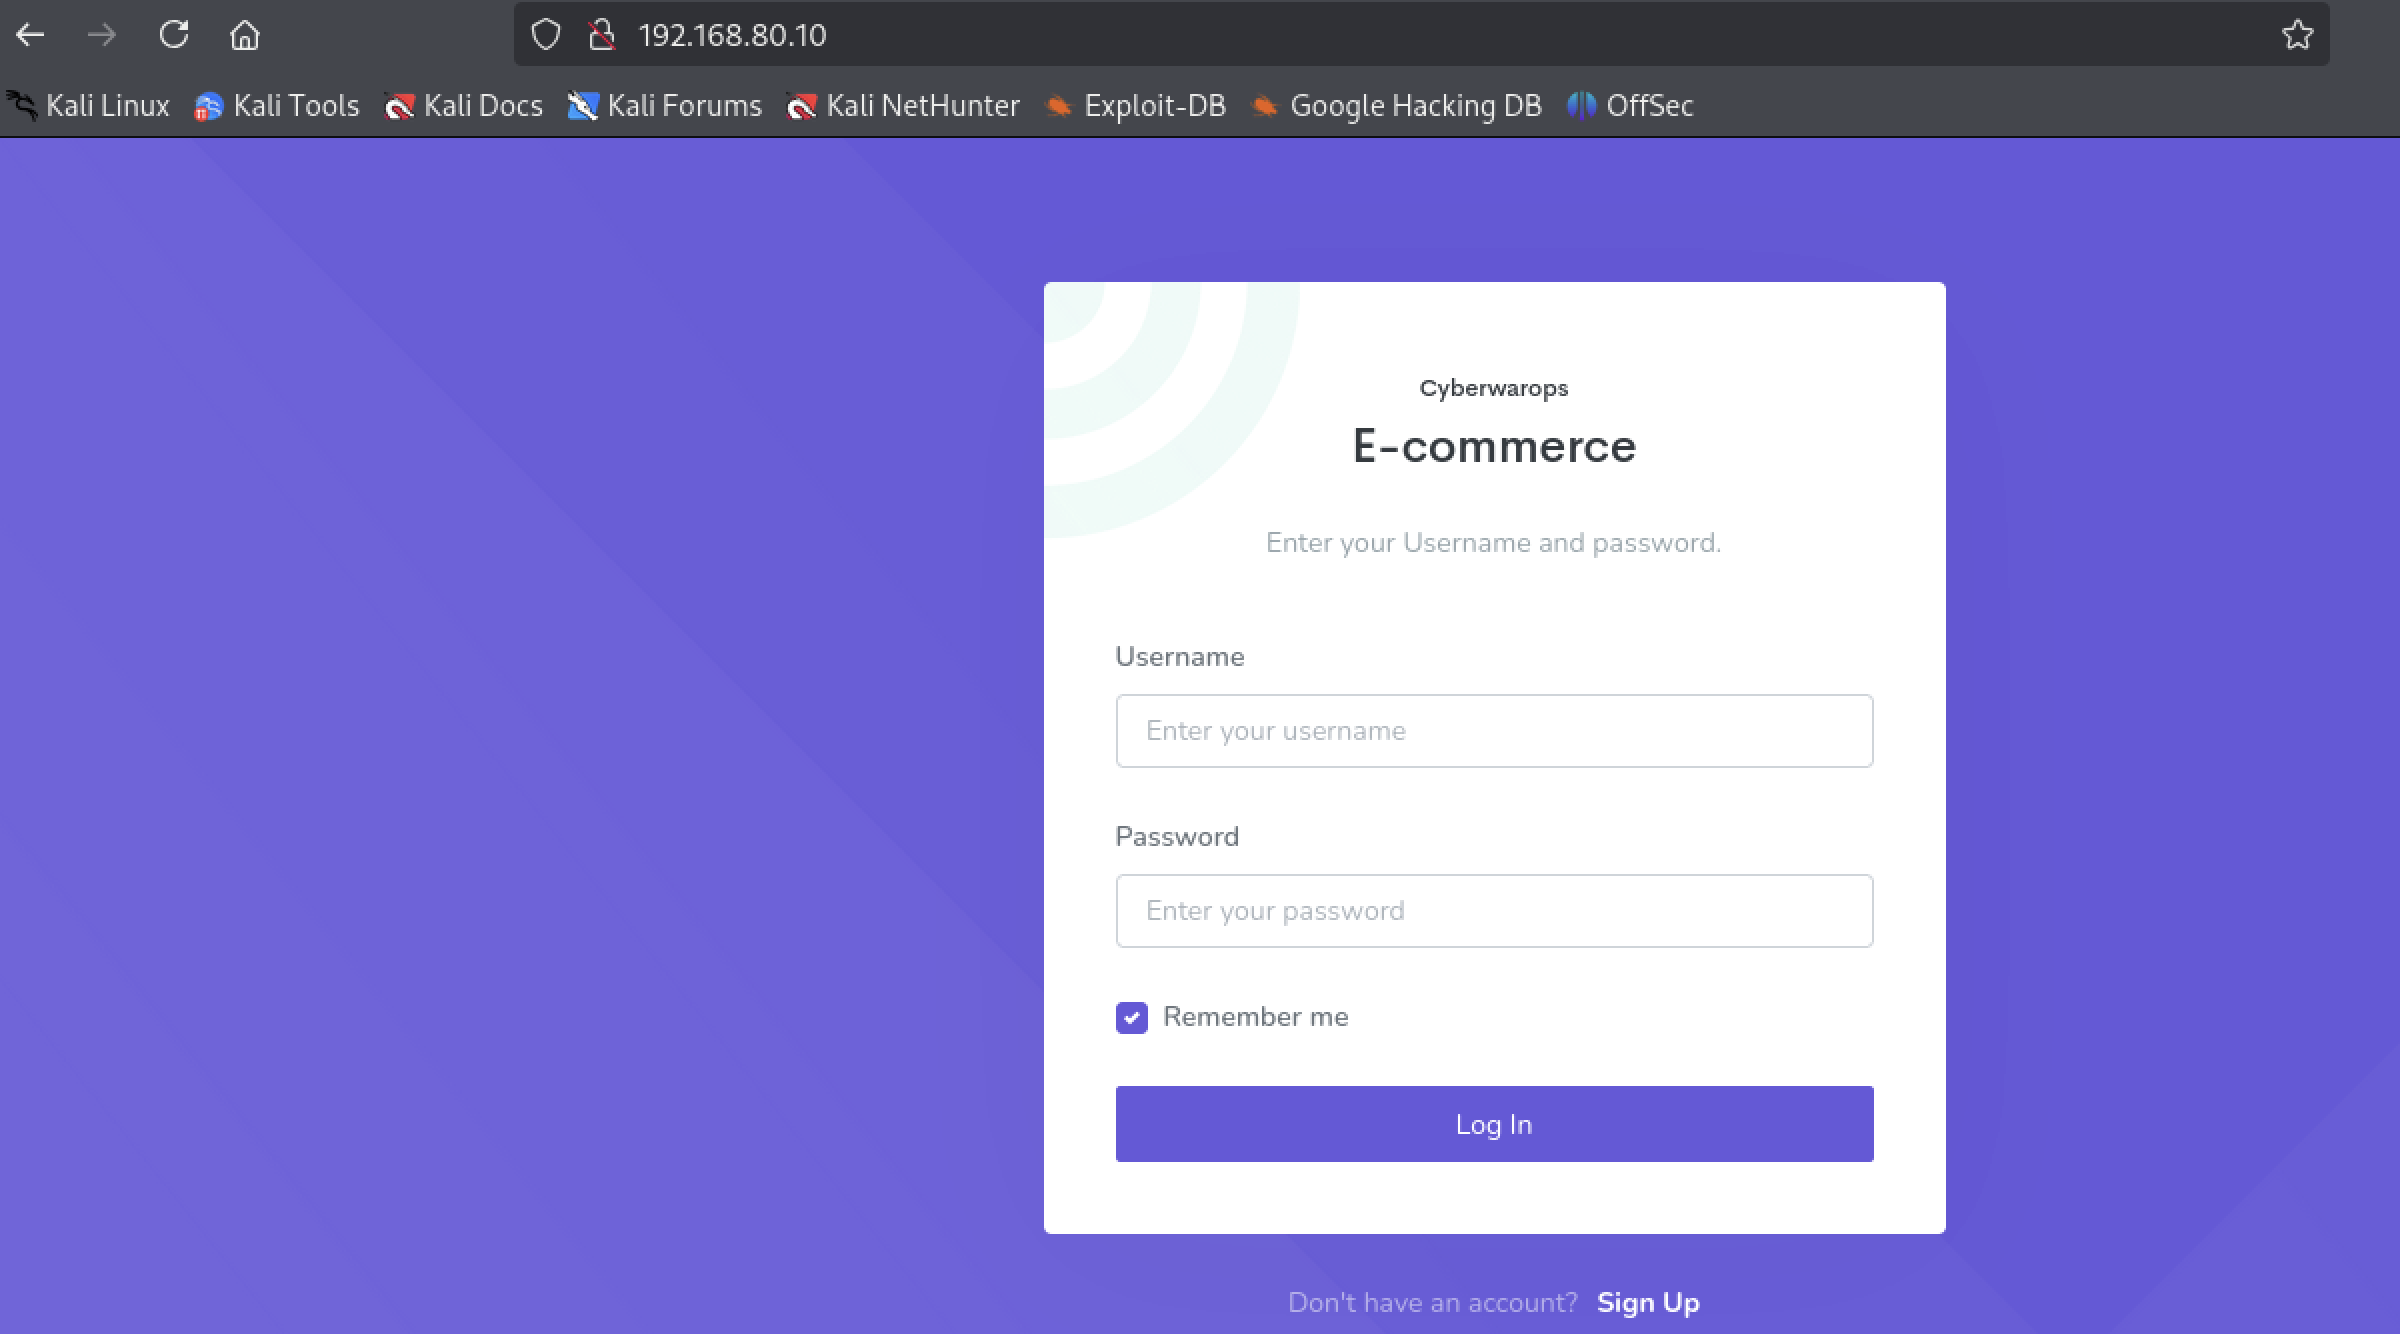 192.168.80.10
Kali Linux Kali Tools Kali Docs Kali Forums Kali NetHunter Exploit-DB Google Hacking DB OffSec
Cyberwarops
E-commerce
Enter your Username and password.
Username
Enter your username
Password
Enter your password
Remember me
Log In
Don't have an account? Sign Up